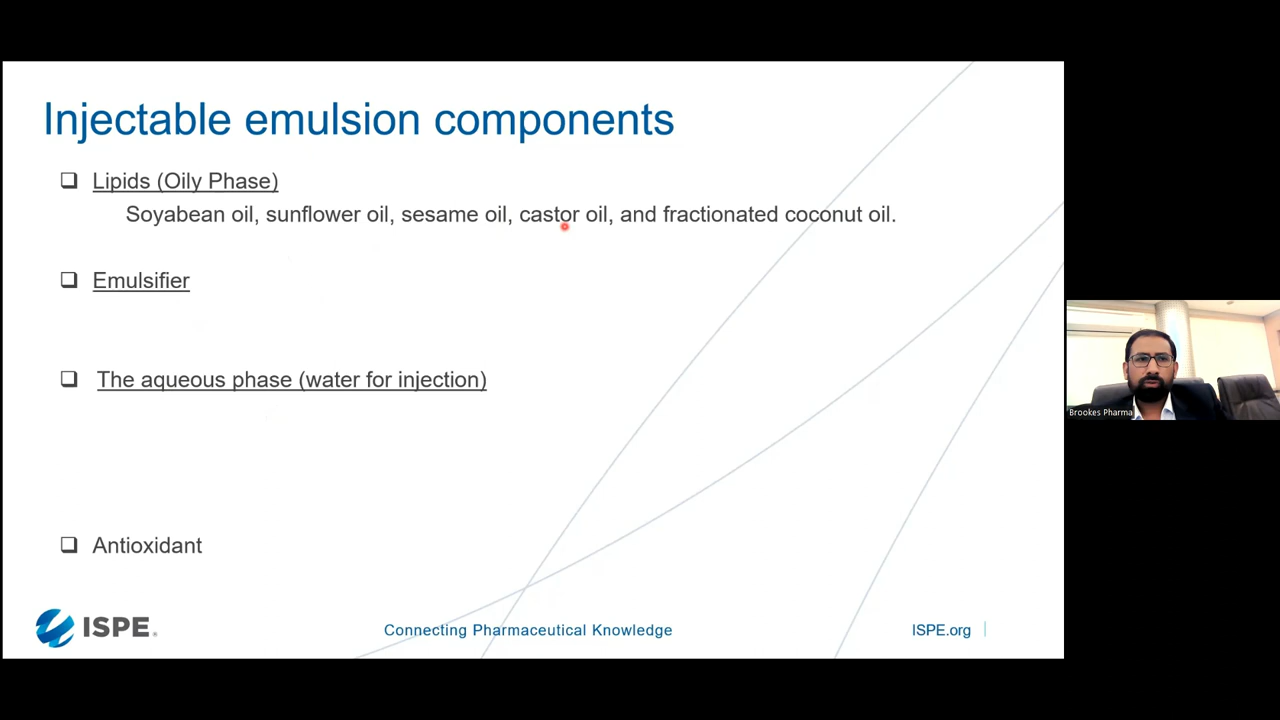 Injectable emulsion components
Lipids (Oily Phase)
Soyabean oil, sunflower oil, sesame oil, castor oil, and fractionated coconut oil.
Emulsifier
The aqueous phase (water for injection)
Antioxidant
ISPE.
Connecting Pharmaceutical Knowledge
ISPE.org
Brookes Pharma